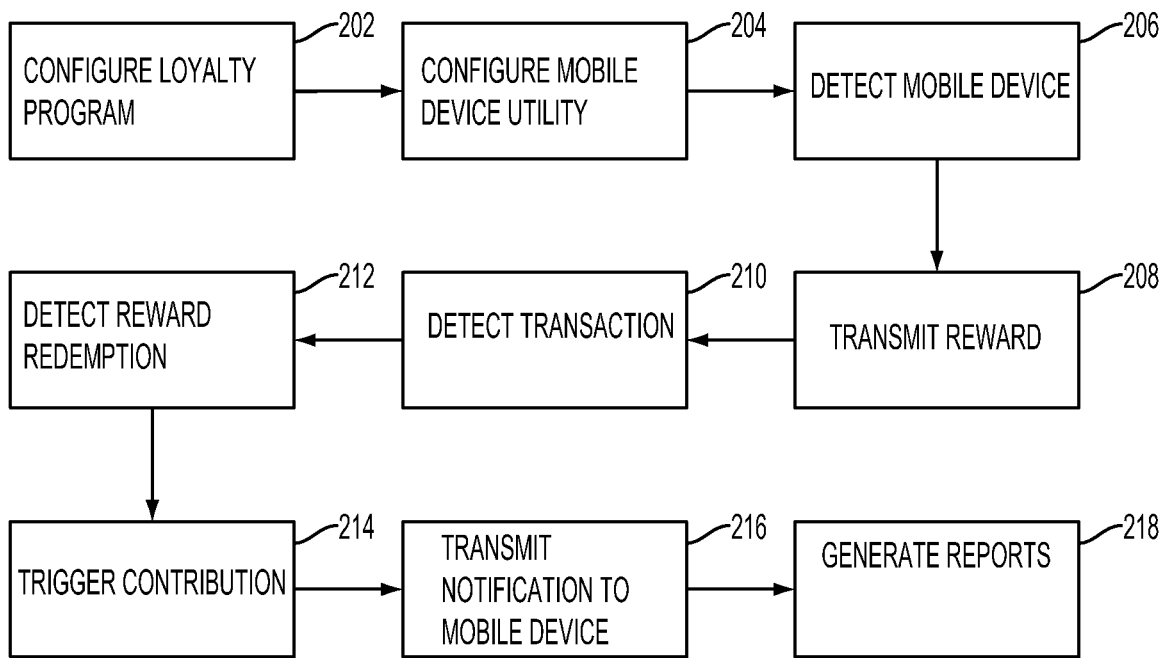 202
CONFIGURE LOYALTY
PROGRAM
204
CONFIGURE MOBILE
DEVICE UTILITY
206
DETECT MOBILE DEVICE
208
TRANSMIT REWARD
210
DETECT TRANSACTION
212
DETECT REWARD
REDEMPTION
214
TRIGGER CONTRIBUTION
216
TRANSMIT
NOTIFICATION TO
MOBILE DEVICE
218
GENERATE REPORTS